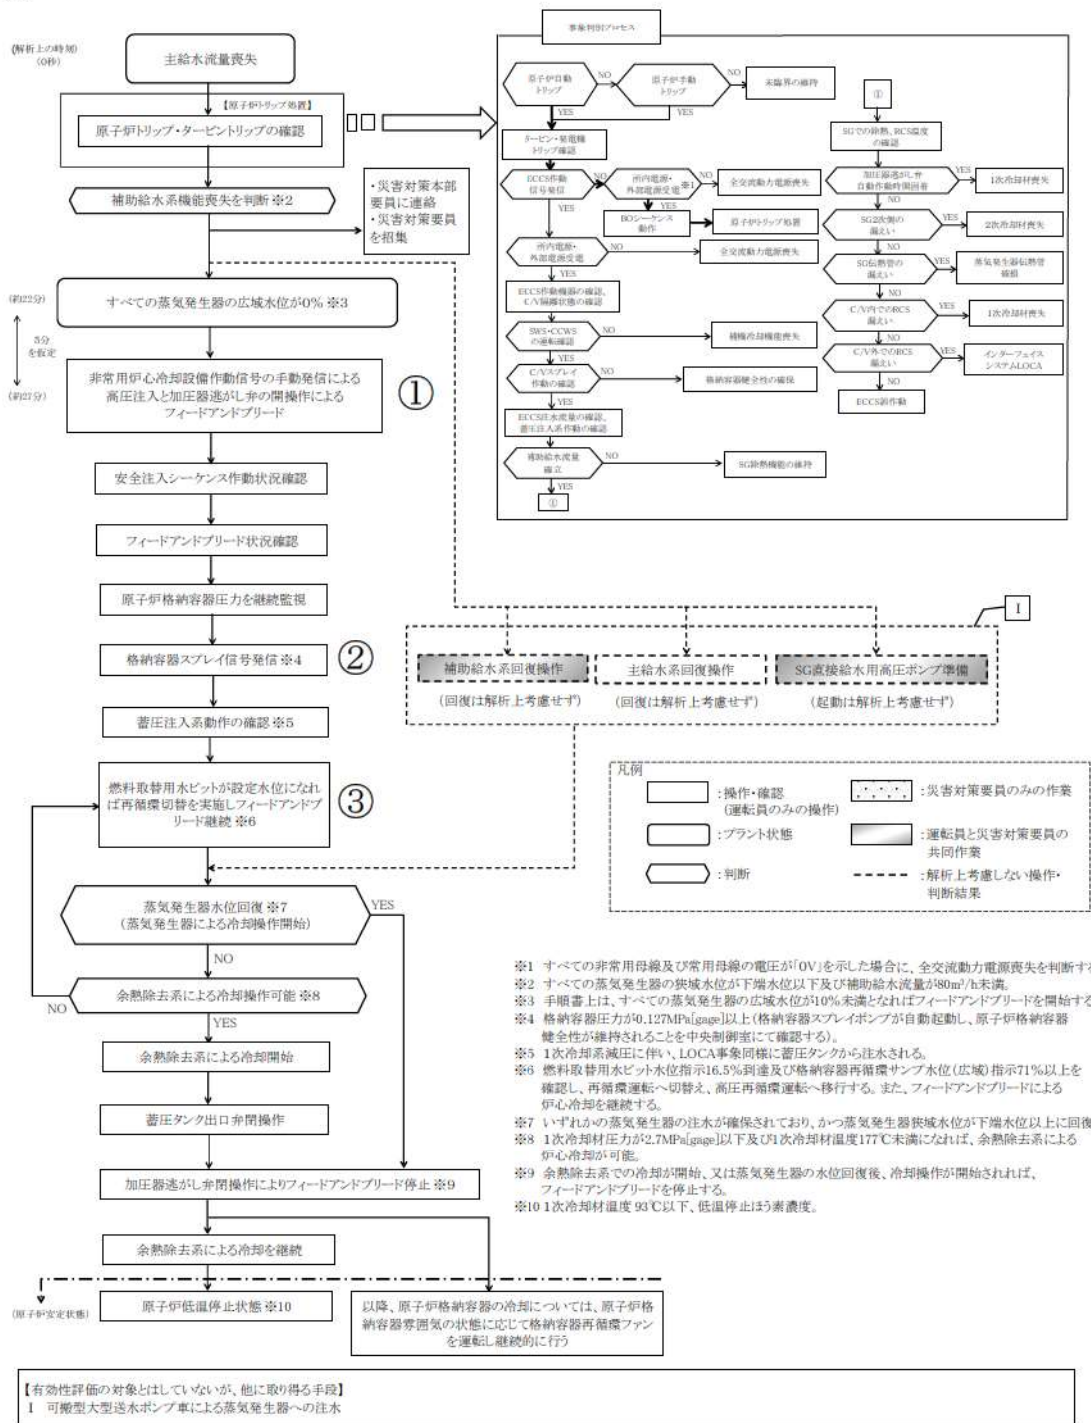 (解析上の時刻)
(0秒)
主給水流量喪失
【原子炉トリップ処置】
原子炉トリップ・タービントリップの確認
補助給水系機能喪失を判断※2
・災害対策本部
要員に連絡
・災害対策要員
を招集
(約22分)
すべての蒸気発生器の広域水位が0% ※3
5分
を仮定
(約27分)
非常用炉心冷却設備作動信号の手動発信による
高圧注入と加圧器逃がし弁の開操作による
フィードアンドブリード
①
安全注入シーケンス作動状況確認
フィードアンドブリード状況確認
原子炉格納容器圧力を継続監視
格納容器スプレイ信号発信※4
②
蓄圧注入系動作の確認※5
燃料取替用水ピットが設定水位になれ
ば再循環切替を実施しフィードアンドブ
リード継続※6
③
蒸気発生器水位回復※7
(蒸気発生器による冷却操作開始)
YES
NO
余熱除去系による冷却操作可能※8
NO
YES
余熱除去系による冷却開始
蓄圧タンク出口弁閉操作
加圧器逃がし弁閉操作によりフィードアンドブリード停止※9
余熱除去系による冷却を継続
(原子炉安定状態)
原子炉低温停止状態※10
以降、原子炉格納容器の冷却については、原子炉格
納容器雰囲気の状態に応じて格納容器再循環ファン
を運転し継続的に行う
事象判別プロセス
原子炉自動
トリップ
NO
原子炉手動
トリップ
NO
未臨界の維持
YES
YES
タービン・発電機
トリップ確認
ECCS作動
信号発信
NO
所内電源・
外部電源受電
※1
NO
全交流動力電源喪失
YES
YES
BOシーケンス
動作
原子炉トリップ処置
所内電源・
外部電源受電
NO
全交流動力電源喪失
YES
ECCS作動機器の確認、
C/V隔離状態の確認
SWS・CCWS
の運転確認
NO
補機冷却機能喪失
YES
C/Vスプレイ
作動の確認
NO
格納容器健全性の確保
YES
ECCS注水流量の確認、
蓄圧注入系作動の確認
補助給水流量
確立
NO
SG除熱機能の維持
YES
①
①
SGでの除熱、RCS温度
の確認
加圧器逃がし弁
自動作動時開固着
YES
1次冷却材喪失
NO
SG2次側の
漏えい
YES
2次冷却材喪失
NO
SG伝熱管の
漏えい
YES
蒸気発生器伝熱管
破損
NO
C/V内でのRCS
漏えい
YES
1次冷却材喪失
NO
C/V外でのRCS
漏えい
YES
インターフェイス
システムLOCA
NO
ECCS誤作動
I
補助給水系回復操作
(回復は解析上考慮せず)
主給水系回復操作
(回復は解析上考慮せず)
SG直接給水用高圧ポンプ準備
(起動は解析上考慮せず)
凡例
:操作・確認
(運転員のみの操作)
:災害対策要員のみの作業
:プラント状態
:運転員と災害対策要員の
共同作業
:判断
:解析上考慮しない操作・
判断結果
※1 すべての非常用母線及び常用母線の電圧が「0V」を示した場合に、全交流動力電源喪失を判断す
※2 すべての蒸気発生器の狭域水位が下端水位以下及び補助給水流量が80m³/h未満。
※3 手順書上は、すべての蒸気発生器の広域水位が10%未満となればフィードアンドブリードを開始する
※4 格納容器圧力が0.127MPa[gage]以上(格納容器スプレイポンプが自動起動し、原子炉格納容器
健全性が維持されることを中央制御室にて確認する)。
※5 1次冷却系減圧に伴い、LOCA事象同様に蓄圧タンクから注水される。
※6 燃料取替用水ピット水位指示16.5%到達及び格納容器再循環サンプ水位(広域)指示71%以上を
確認し、再循環運転へ切替え、高圧再循環運転へ移行する。また、フィードアンドブリードによる
炉心冷却を継続する。
※7 いずれかの蒸気発生器の注水が確保されており、かつ蒸気発生器狭域水位が下端水位以上に回復
※8 1次冷却材圧力が2.7MPa[gage]以下及び1次冷却材温度177℃未満になれば、余熱除去系による
炉心冷却が可能。
※9 余熱除去系での冷却が開始、又は蒸気発生器の水位回復後、冷却操作が開始されれば、
フィードアンドブリードを停止する。
※10 1次冷却材温度 93℃以下、低温停止ほう素濃度。
【有効性評価の対象とはしていないが、他に取り得る手段】
I 可搬型大型送水ポンプ車による蒸気発生器への注水